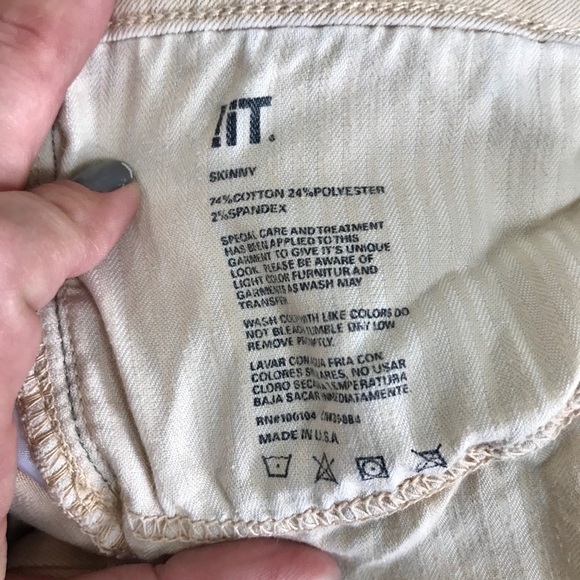 !iT
SKINNY
74%COTTON 24%POLYESTER
2%SPANDEX
SPECIAL CARE AND TREATMENT
HAS BEEN APPLIED TO THIS
GARMENT TO GIVE IT'S UNIQUE
LOOK. PLEASE BE AWARE OF
LIGHT COLOR FURNITUR AND
GARMENTS AS WASH MAY
TRANSFER.
WASH WITH LIKE COLORS DO
NOT BLEACH TUMBLE DRY LOW
REMOVE PROMPTLY.
LAVAR CON AGUA FRIA CON
COLORES SIMILARES, NO USAR
CLORO SECAR TEMPERATURA
BAJA SACAR INMEDIATAMENTE.
RN#100104
MADE IN U.S.A